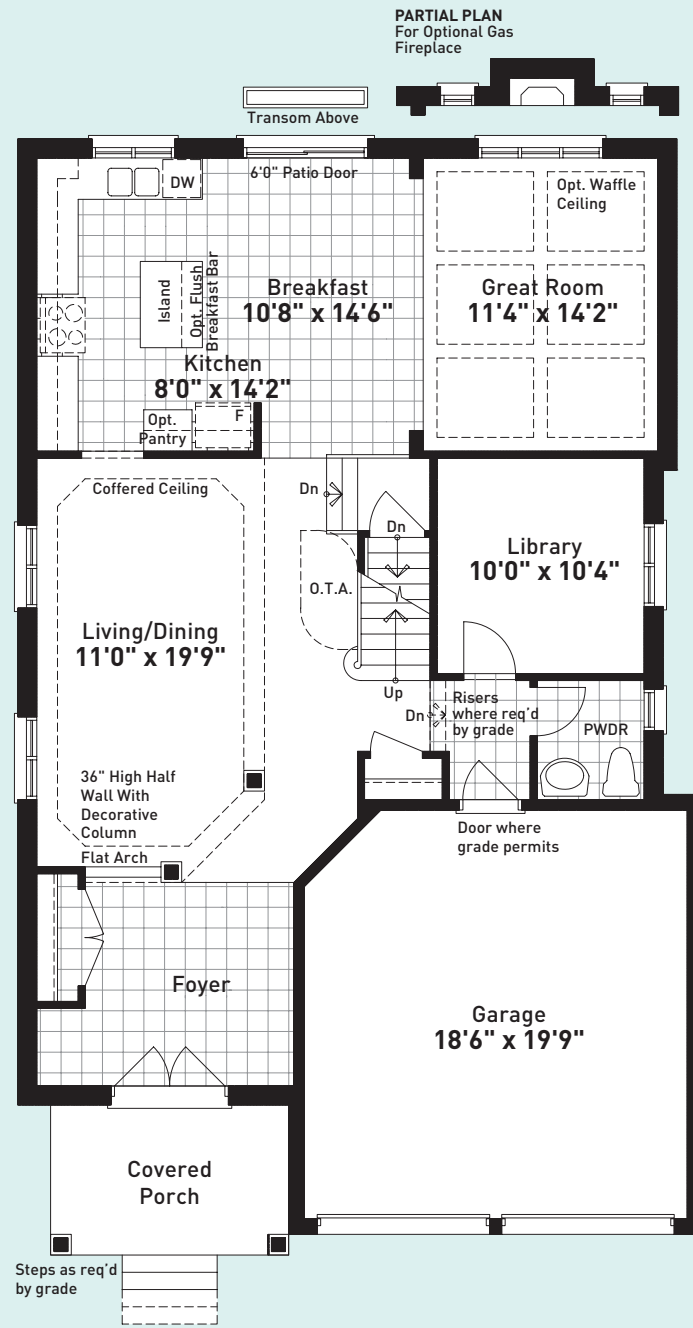 PARTIAL PLAN
For Optional Gas
Fireplace
Transom Above
6'0" Patio Door
DW
Opt. Waffle
Ceiling
Island
Opt. Flush
Breakfast Bar
Breakfast
10'8" x 14'6"
Great Room
11'4" x 14'2"
Kitchen
8'0" x 14'2"
Opt.
Pantry
F
Coffered Ceiling
Dn
Dn
Library
10'0" x 10'4"
O.T.A.
Living/Dining
11'0" x 19'9"
Up
Dn
Risers
where req'd
by grade
PWDR
36" High Half
Wall With
Decorative
Column
Flat Arch
Door where
grade permits
Foyer
Garage
18'6" x 19'9"
Covered
Porch
Steps as req'd
by grade